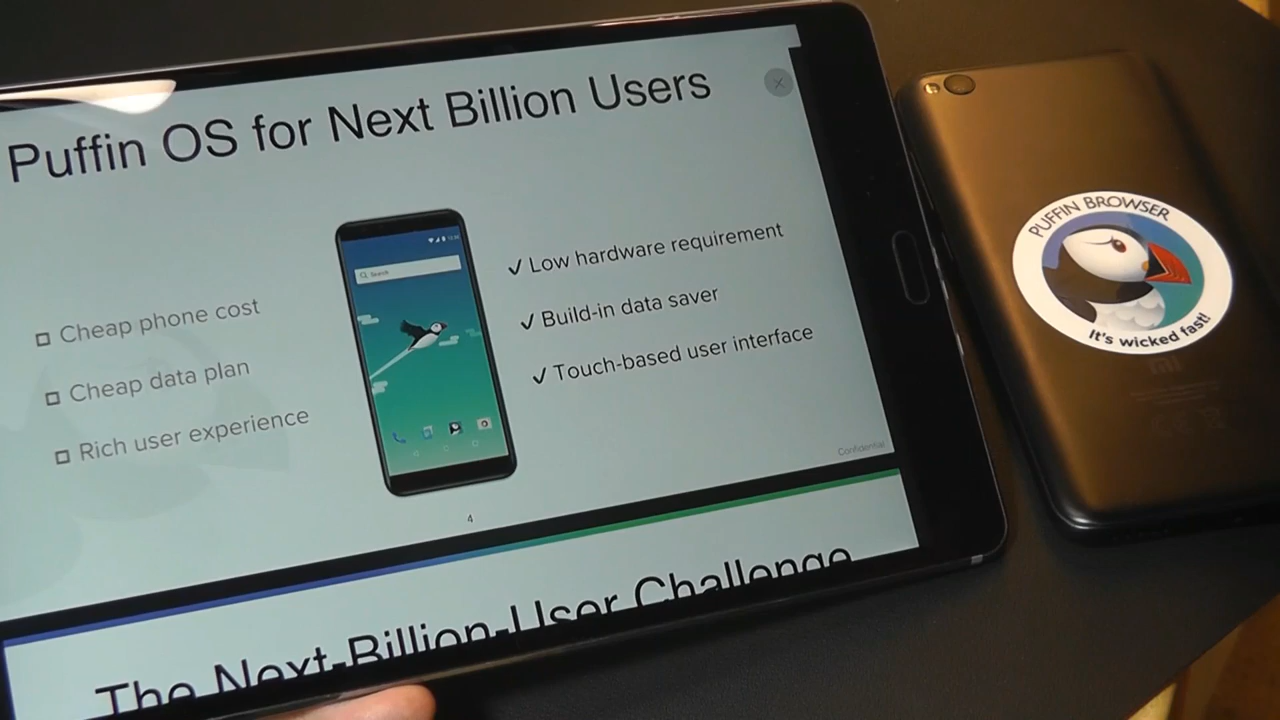 Puffin OS for Next Billion Users
Cheap phone cost
Cheap data plan
Rich user experience
Search
✓ Low hardware requirement
✓ Build-in data saver
✓ Touch-based user interface
Confidential
4
The Next-Billion-User Challenge
PUFFIN BROWSER
It's wicked fast!
mi